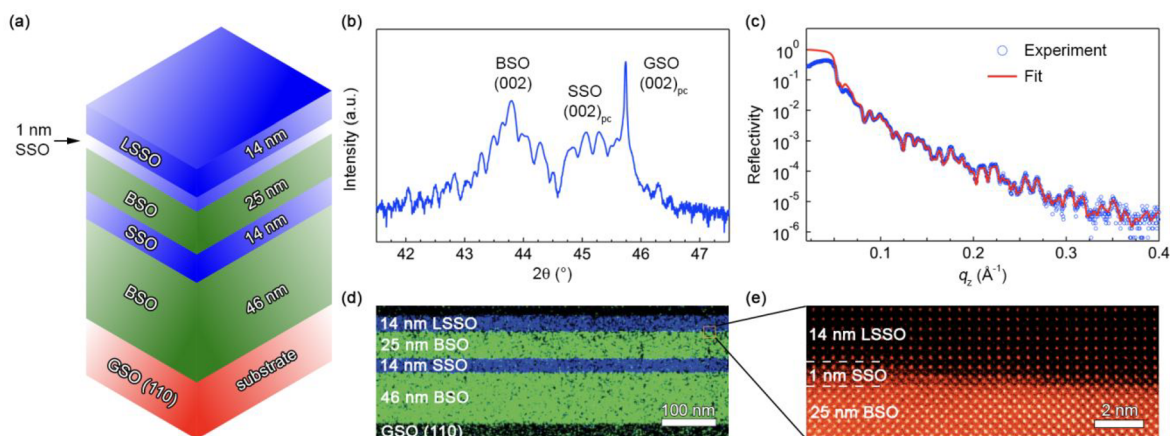 (a)
1 nm
SSO
LSSO
14 nm
BSO
25 nm
SSO
14 nm
BSO
46 nm
GSO (110)
substrate
(b)
Intensity (a.u.)
BSO
(002)
SSO
(002)pc
GSO
(002)pc
42 43 44 45 46 47
2θ (°)
(c)
Reflectivity
10⁰
10⁻¹
10⁻²
10⁻³
10⁻⁴
10⁻⁵
10⁻⁶
Experiment
Fit
0.1 0.2 0.3 0.4
qz (Å⁻¹)
(d)
14 nm LSSO
25 nm BSO
14 nm SSO
46 nm BSO
GSO (110)
100 nm
(e)
14 nm LSSO
1 nm SSO
25 nm BSO
2 nm